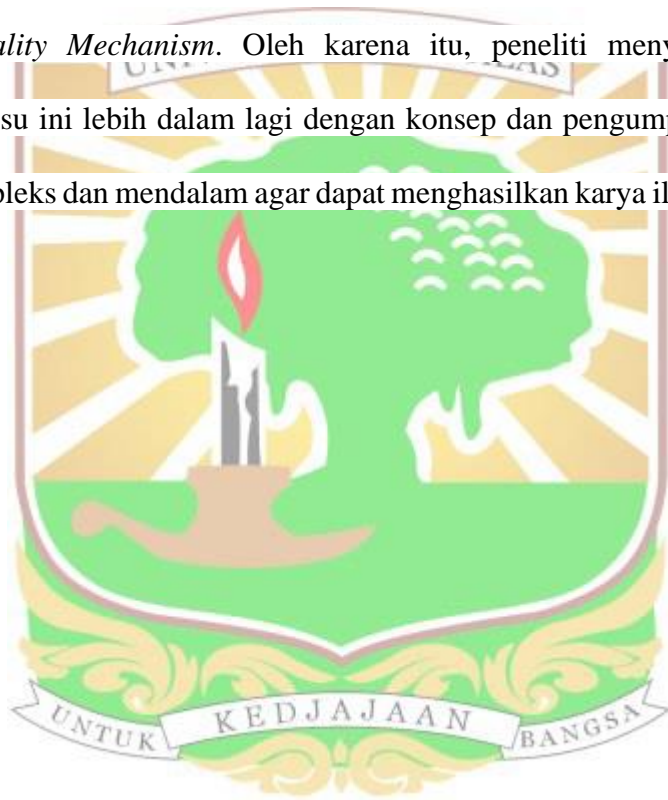 ality Mechanism. Oleh karena itu, peneliti meny
su ini lebih dalam lagi dengan konsep dan pengump
pleks dan mendalam agar dapat menghasilkan karya il
UNTUK KEDJAJAAN BANGSA